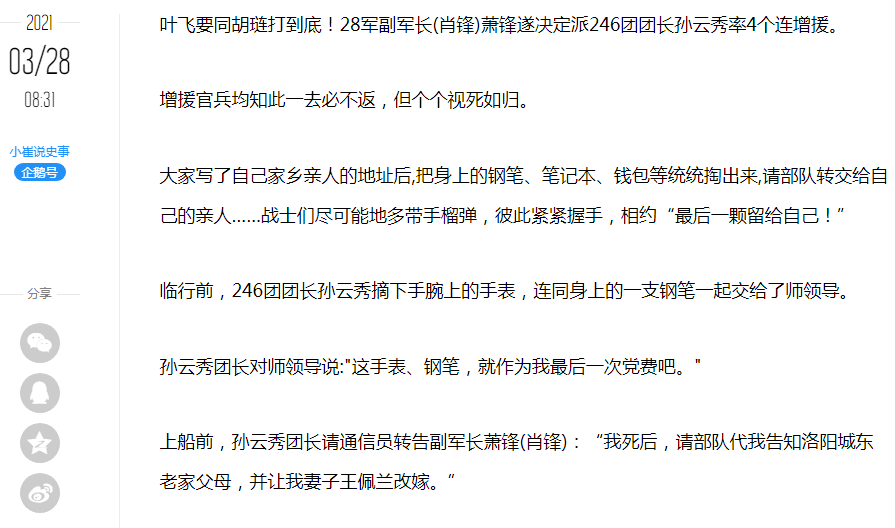 2021
03/28
08:31
小崔说史事
企鹅号
分享
叶飞要同胡琏打到底！28军副军长(肖锋)萧锋遂决定派246团团长孙云秀率4个连增援。
增援官兵均知此一去必不返，但个个视死如归。
大家写了自己家乡亲人的地址后,把身上的钢笔、笔记本、钱包等统统掏出来,请部队转交给自
己的亲人……战士们尽可能地多带手榴弹，彼此紧紧握手，相约“最后一颗留给自己！”
临行前，246团团长孙云秀摘下手腕上的手表，连同身上的一支钢笔一起交给了师领导。
孙云秀团长对师领导说:"这手表、钢笔，就作为我最后一次党费吧。"
上船前，孙云秀团长请通信员转告副军长萧锋(肖锋)：“我死后，请部队代我告知洛阳城东
老家父母，并让我妻子王佩兰改嫁。”